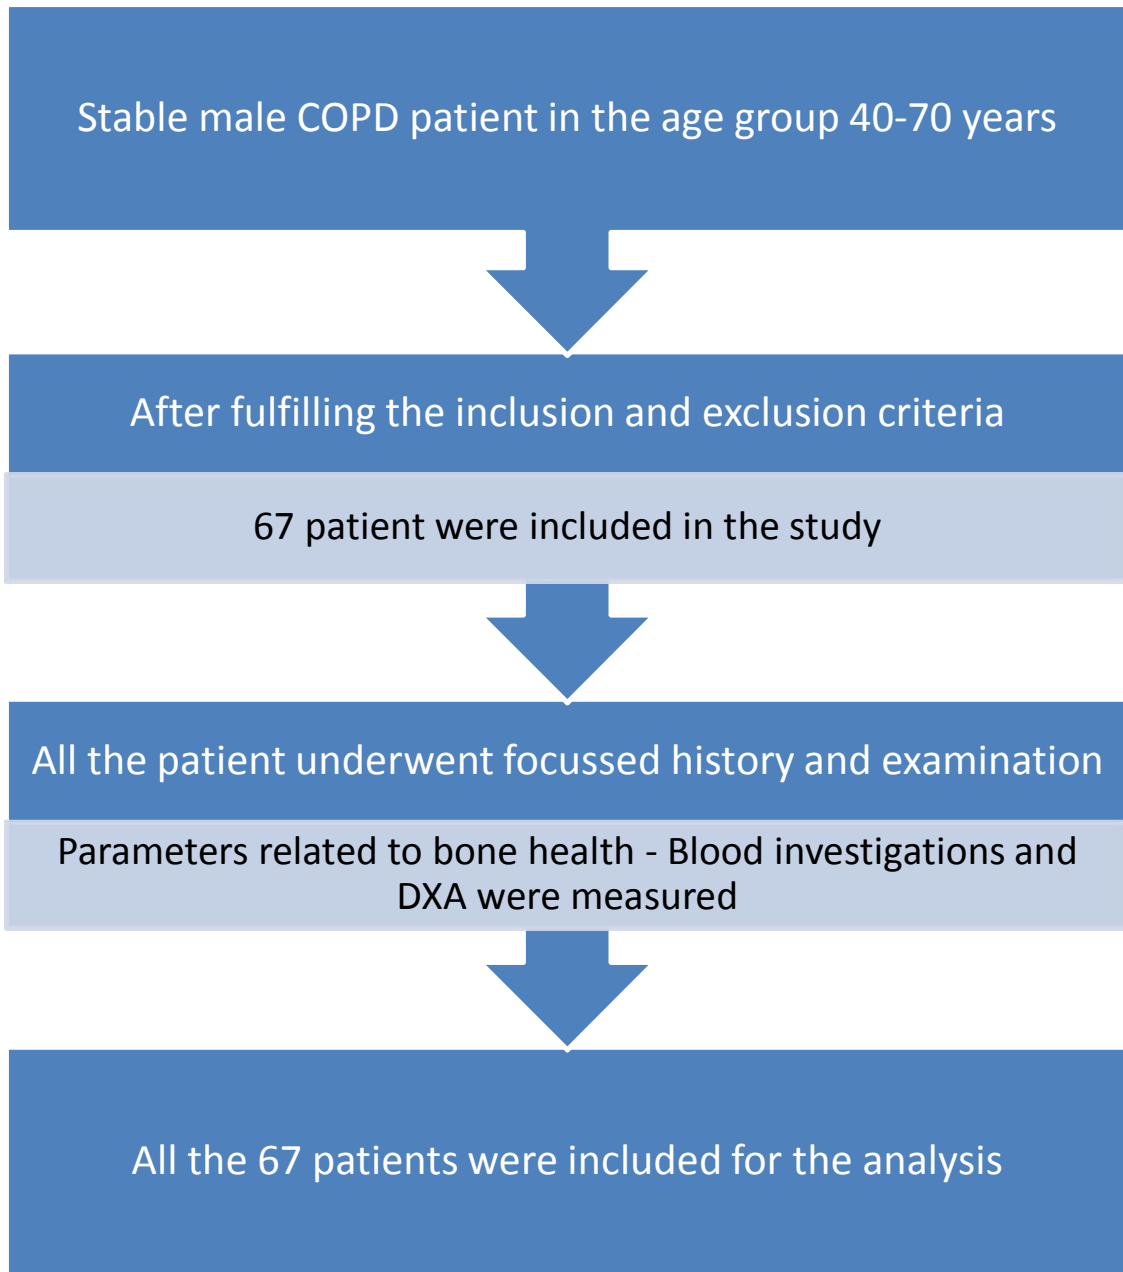 Stable male COPD patient in the age group 40-70 years
After fulfilling the inclusion and exclusion criteria
67 patient were included in the study
All the patient underwent focussed history and examination
Parameters related to bone health - Blood investigations and
DXA were measured
All the 67 patients were included for the analysis